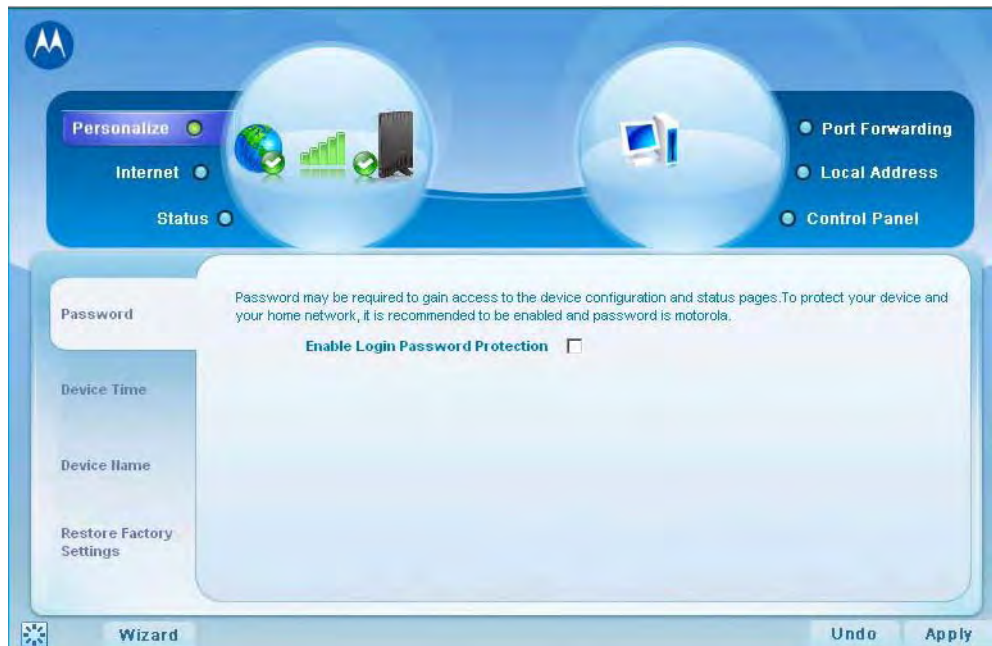 Personalize
Internet
Status
Port Forwarding
Local Address
Control Panel
Password
Device Time
Device Name
Restore Factory
Settings
Password may be required to gain access to the device configuration and status pages.To protect your device and
your home network, it is recommended to be enabled and password is motorola.
Enable Login Password Protection
Wizard
Undo
Apply